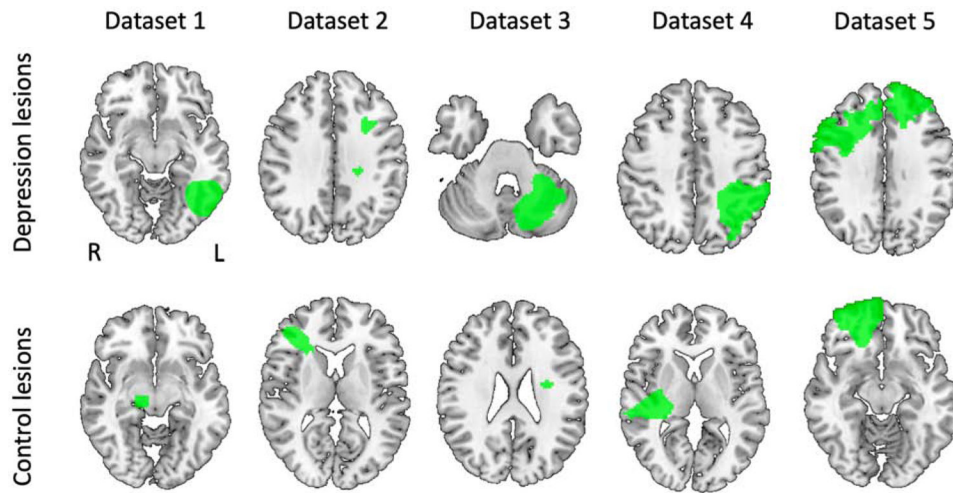 Dataset 1 Dataset 2 Dataset 3 Dataset 4 Dataset 5
Depression lesions
R L
Control lesions